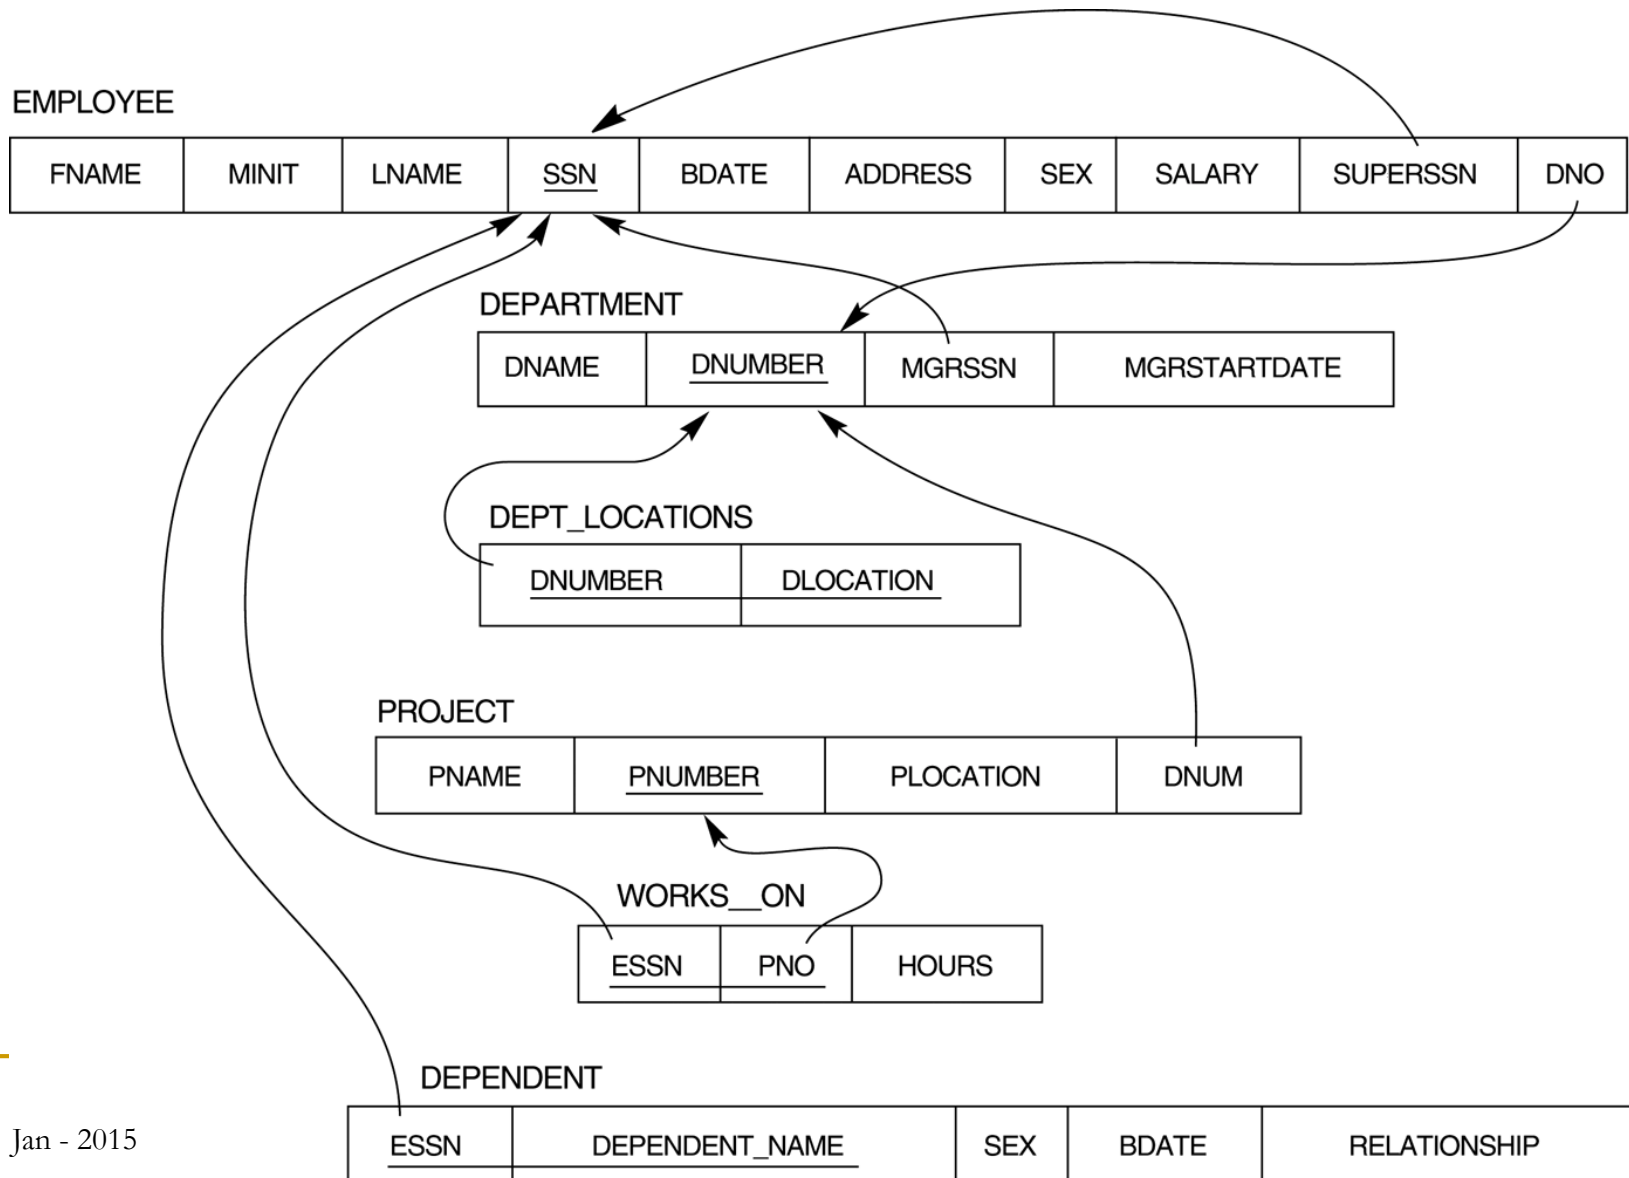 EMPLOYEE
FNAME MINIT LNAME SSN BDATE ADDRESS SEX SALARY SUPERSSN DNO
DEPARTMENT
DNAME DNUMBER MGRSSN MGRSTARTDATE
DEPT_LOCATIONS
DNUMBER DLOCATION
PROJECT
PNAME PNUMBER PLOCATION DNUM
WORKS__ON
ESSN PNO HOURS
DEPENDENT
ESSN DEPENDENT_NAME SEX BDATE RELATIONSHIP
Jan - 2015